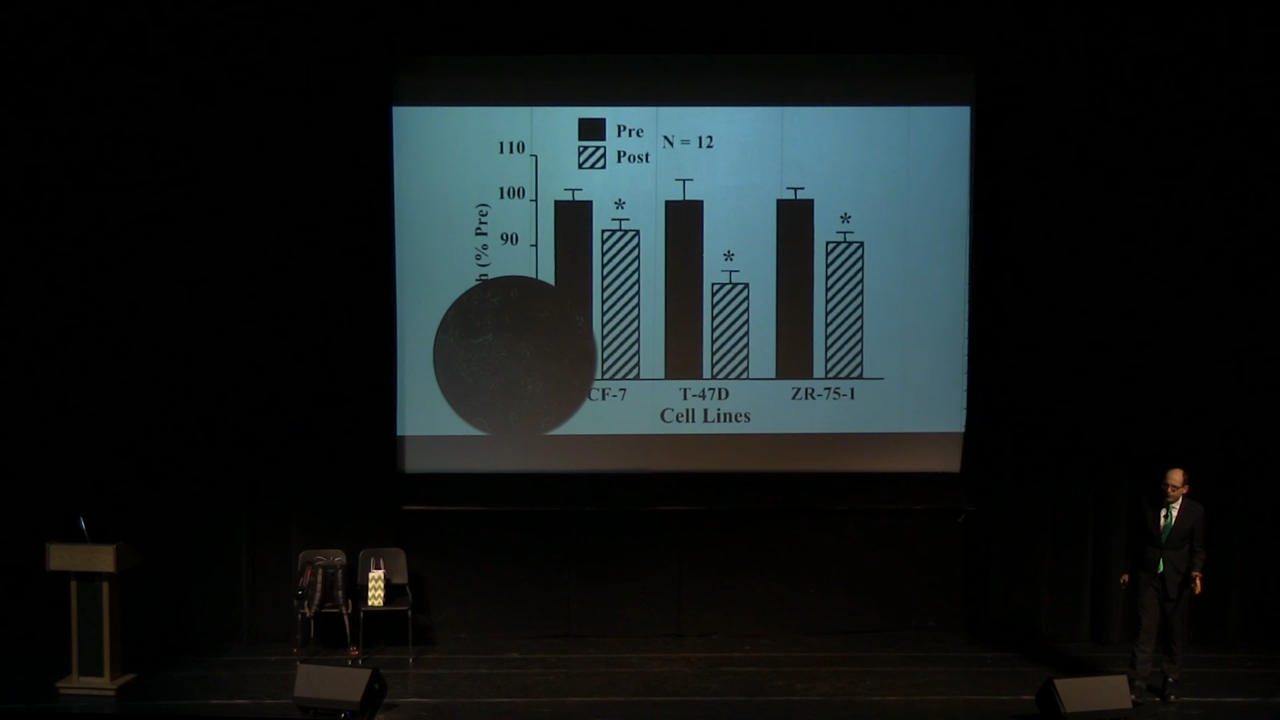 Pre
Post
N = 12
110
100
90
(% Pre)
CF-7
T-47D
ZR-75-1
* * *
Cell Lines